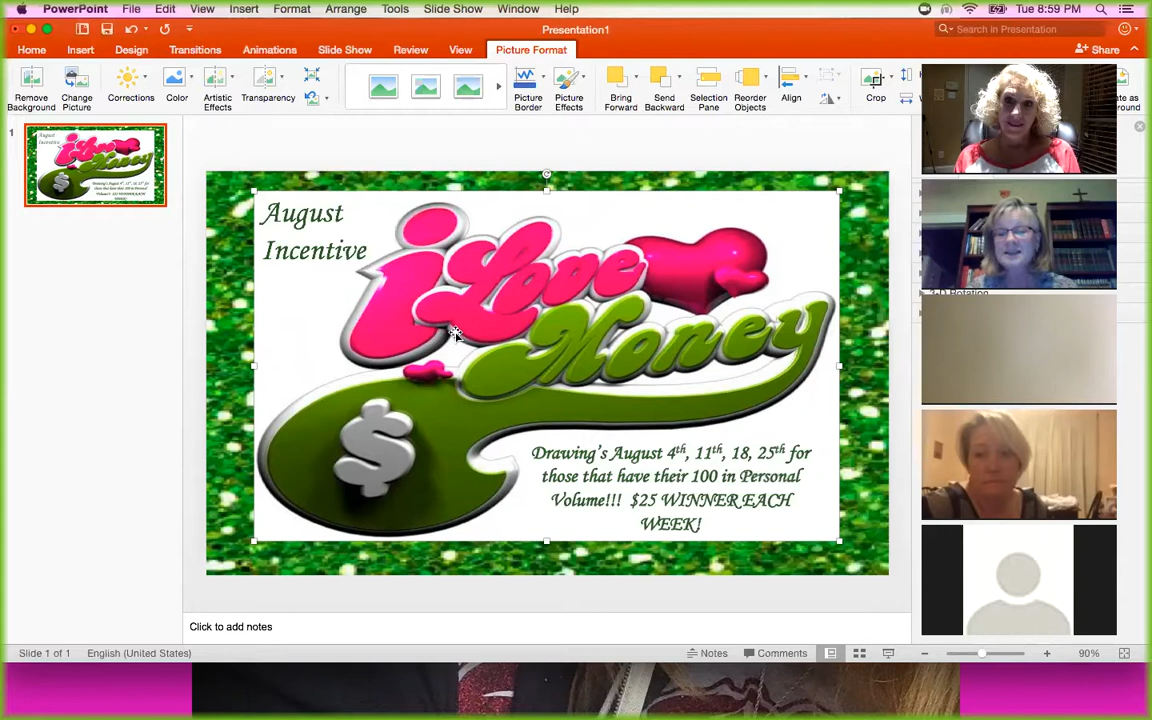 PowerPoint File Edit View Insert Format Arrange Tools Slide Show Window Help Tue 8:59 PM
Presentation1 Search in Presentation
Home Insert Design Transitions Animations Slide Show Review View Picture Format Share
Remove Background Change Picture Corrections Color Artistic Effects Transparency Picture Border Picture Effects Bring Forward Send Backward Selection Pane Reorder Objects Align Crop
1
August
Incentive
i Love
Money
$
Drawing's August 4th, 11th, 18, 25th for
those that have their 100 in Personal
Volume!!! $25 WINNER EACH
WEEK!
3-D Rotation
Click to add notes
Slide 1 of 1 English (United States) Notes Comments 90%